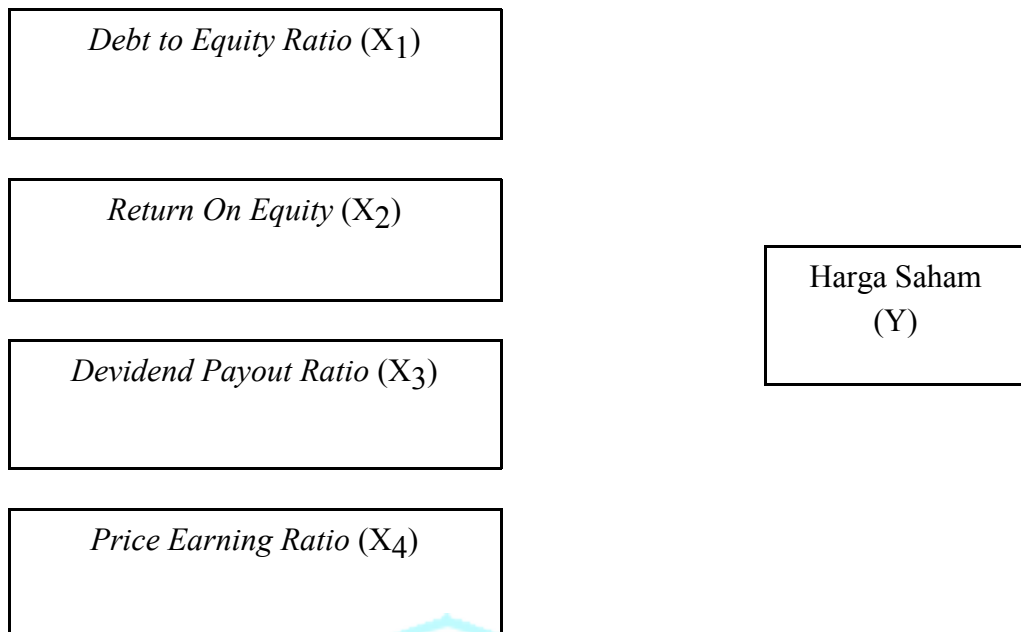 Debt to Equity Ratio (X1)
Return On Equity (X2)
Harga Saham
(Y)
Devidend Payout Ratio (X3)
Price Earning Ratio (X4)